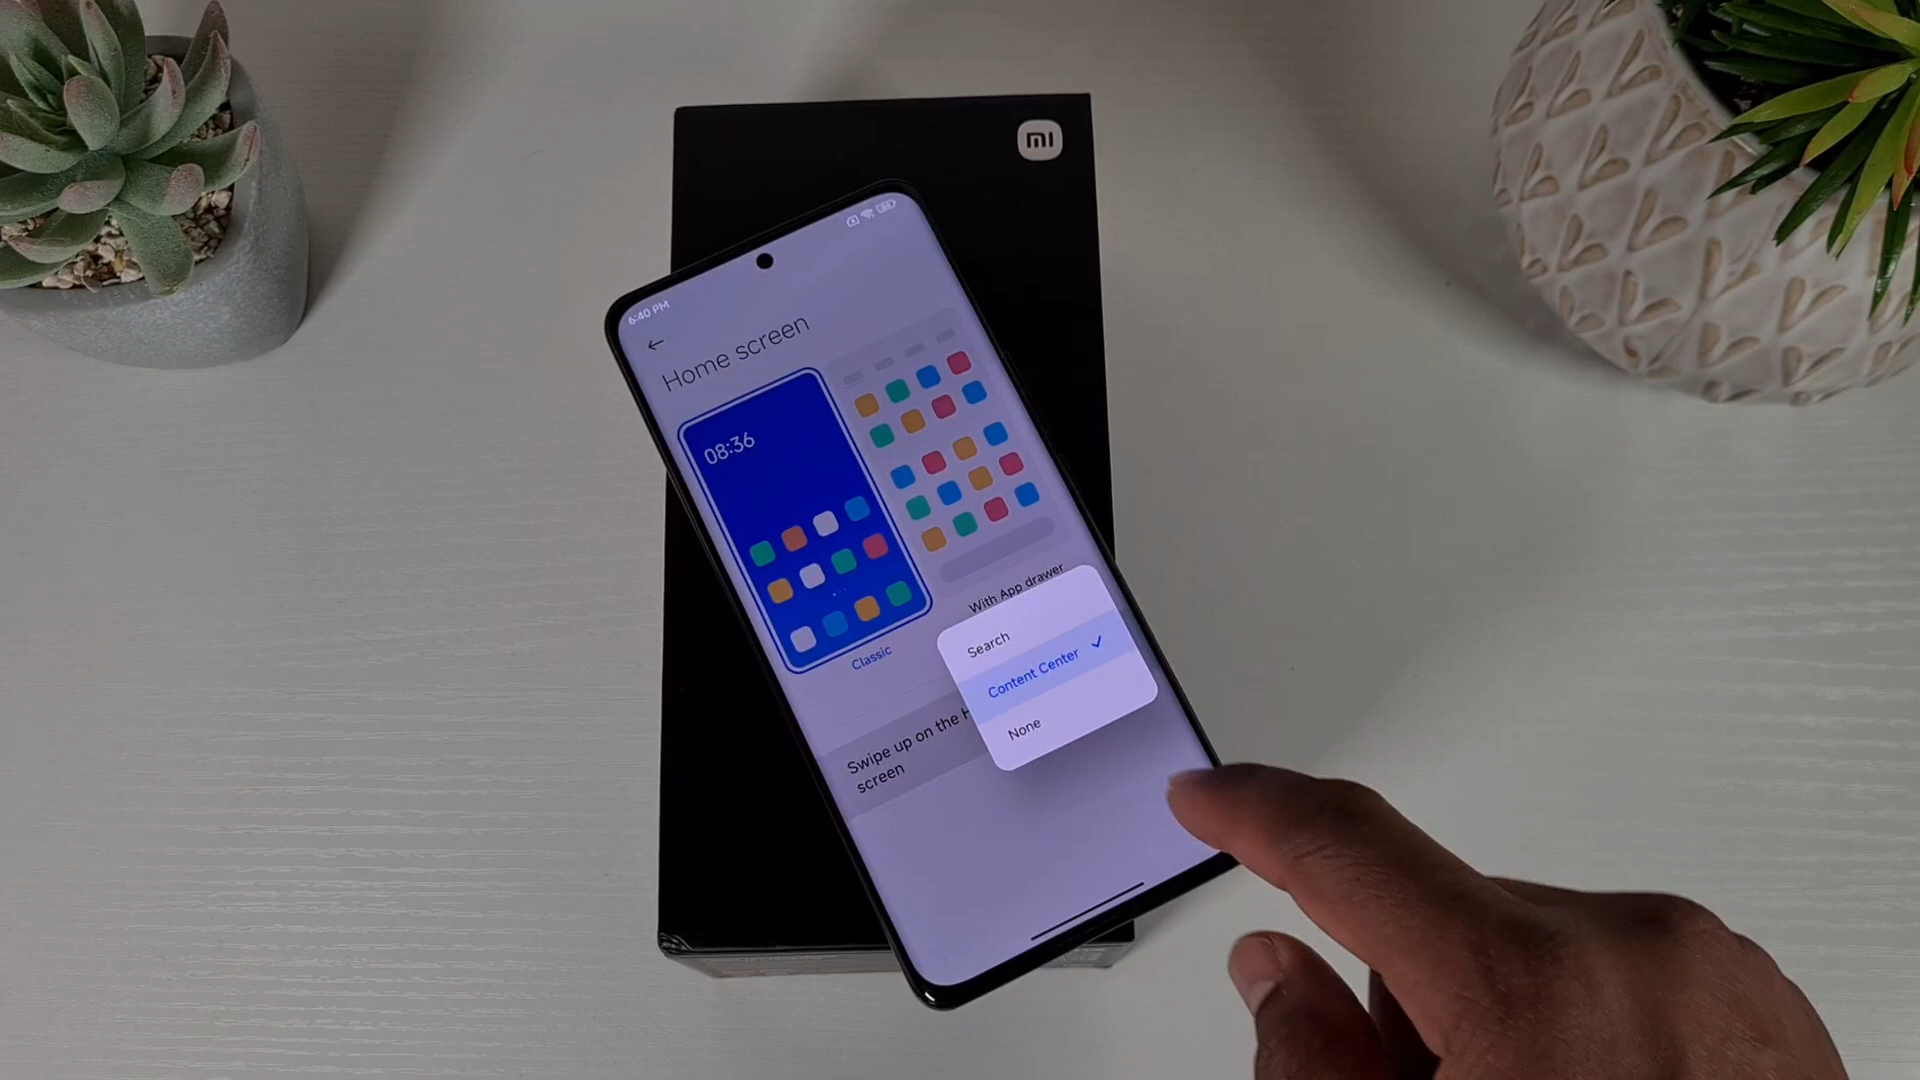 mi
6:40 PM
Home screen
08:36
Classic
With App drawer
Search
Content Center
None
Swipe up on the H
screen